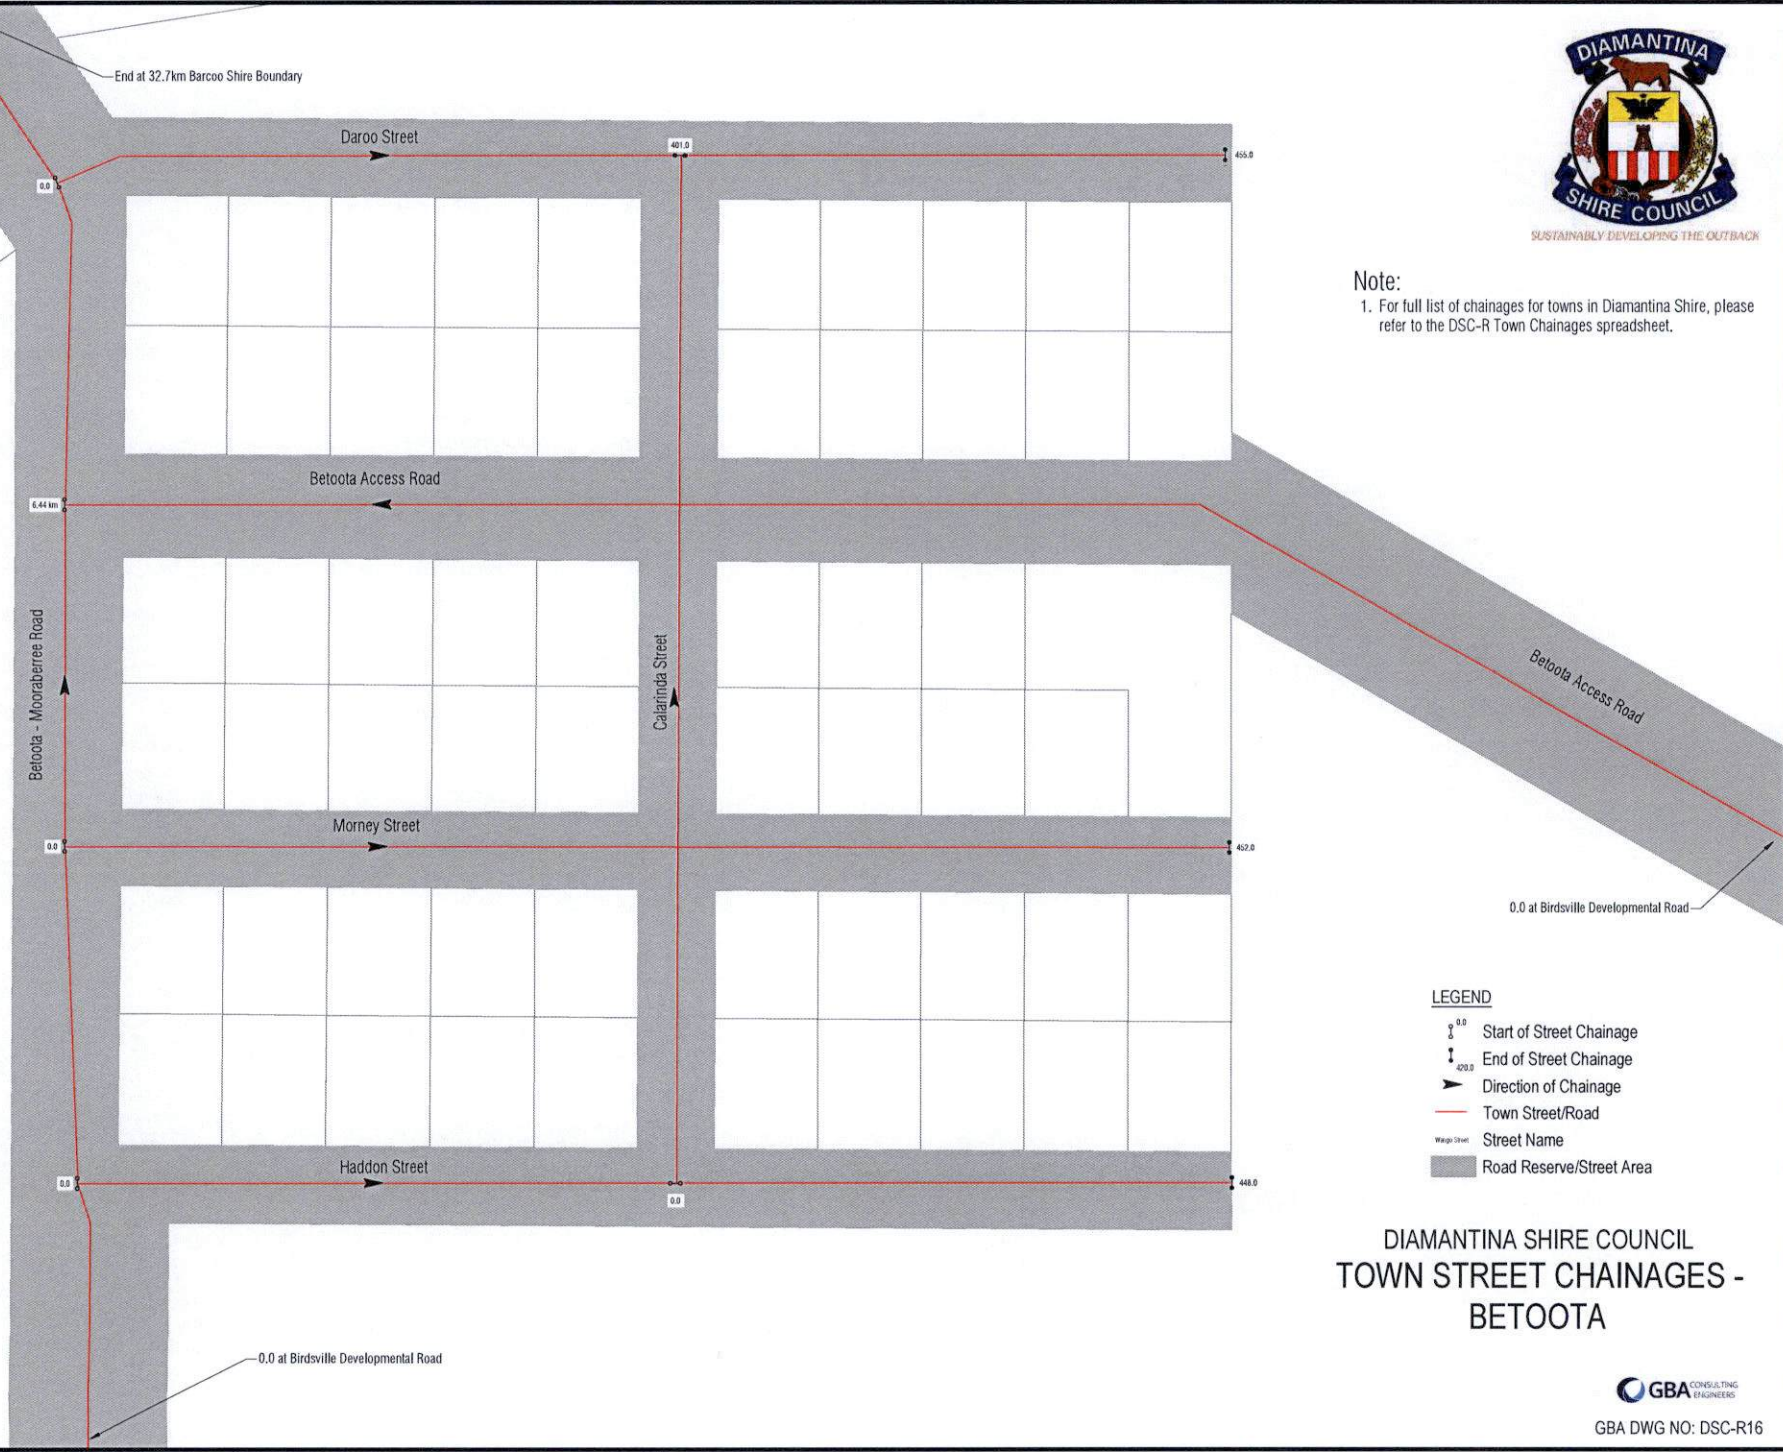 End at 32.7km Barcoo Shire Boundary
Daroo Street
401.0
455.0
0.0
DIAMANTINA
SHIRE COUNCIL
SUSTAINABLY DEVELOPING THE OUTBACK
Note:
1. For full list of chainages for towns in Diamantina Shire, please
refer to the DSC-R Town Chainages spreadsheet.
Betoota Access Road
6.44 km
Betoota - Mooraberree Road
Calarinda Street
Betoota Access Road
Morney Street
0.0
452.0
0.0 at Birdsville Developmental Road
LEGEND
0.0
Start of Street Chainage
420.0
End of Street Chainage
Direction of Chainage
Town Street/Road
Street Name
Road Reserve/Street Area
Haddon Street
0.0
0.0
448.0
DIAMANTINA SHIRE COUNCIL
TOWN STREET CHAINAGES -
BETOOTA
0.0 at Birdsville Developmental Road
GBA CONSULTING
ENGINEERS
GBA DWG NO: DSC-R16